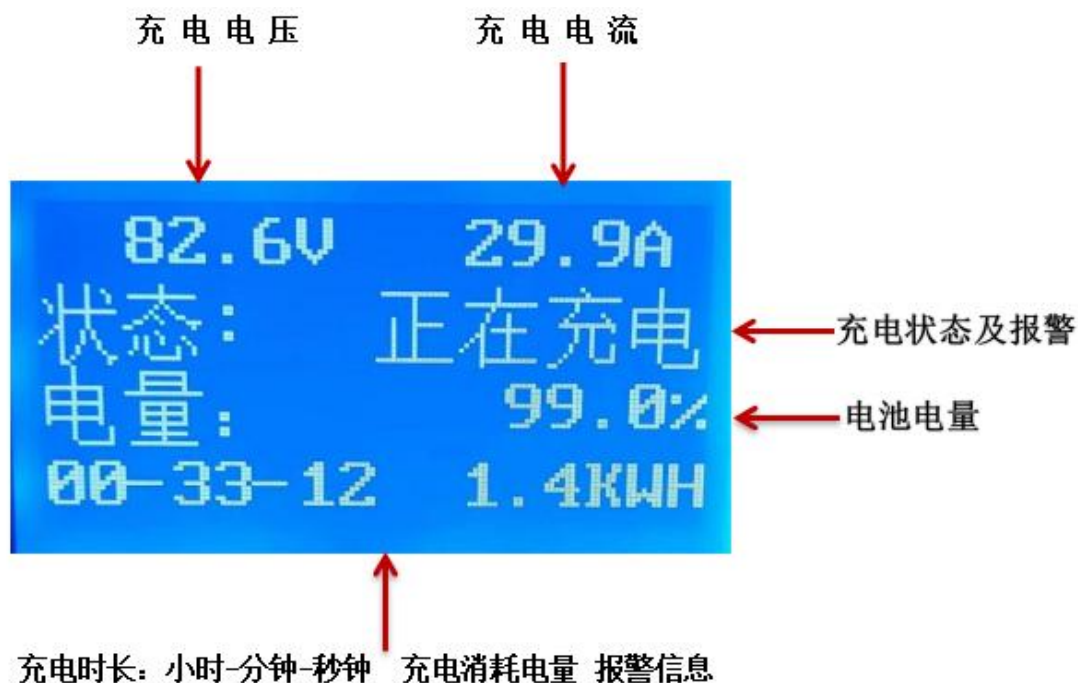 充电电压 充电电流
82.6V 29.9A
状态: 正在充电
充电状态及报警
电量: 99.0%
电池电量
00-33-12 1.4KWH
充电时长:小时-分钟-秒钟 充电消耗电量 报警信息